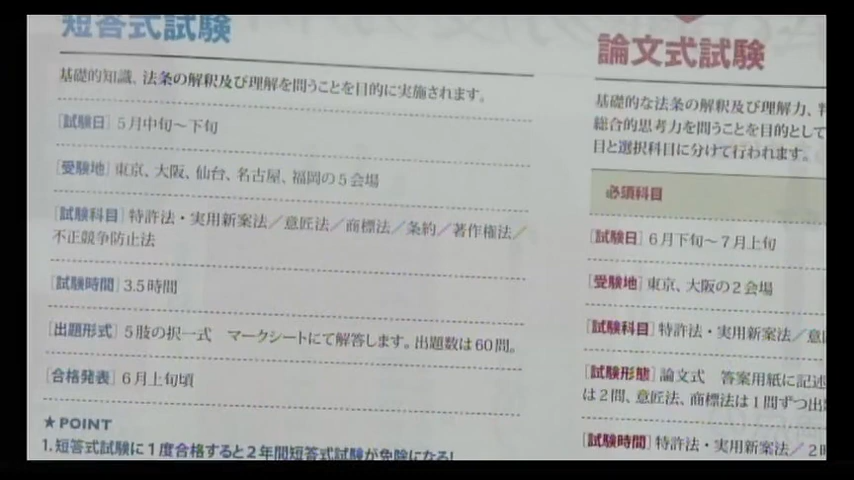 短答式試験
基礎的知識、法条の解釈及び理解を問うことを目的に実施されます。
[試験日] 5月中旬～下旬
[受験地] 東京、大阪、仙台、名古屋、福岡の5会場
[試験科目] 特許法・実用新案法／意匠法／商標法／条約／著作権法／
不正競争防止法
[試験時間] 3.5時間
[出題形式] 5肢の択一式　マークシートにて解答します。出題数は60問。
[合格発表] 6月上旬頃
★POINT
1.短答式試験に1度合格すると2年間短答式試験が免除になる!
論文式試験
基礎的な法条の解釈及び理解力、判
総合的思考力を問うことを目的として
目と選択科目に分けて行われます。
必須科目
[試験日] 6月下旬～7月上旬
[受験地] 東京、大阪の2会場
[試験科目] 特許法・実用新案法／意
[試験形態] 論文式　答案用紙に記述
は2問、意匠法、商標法は1問ずつ出
[試験時間] 特許法・実用新案法／2